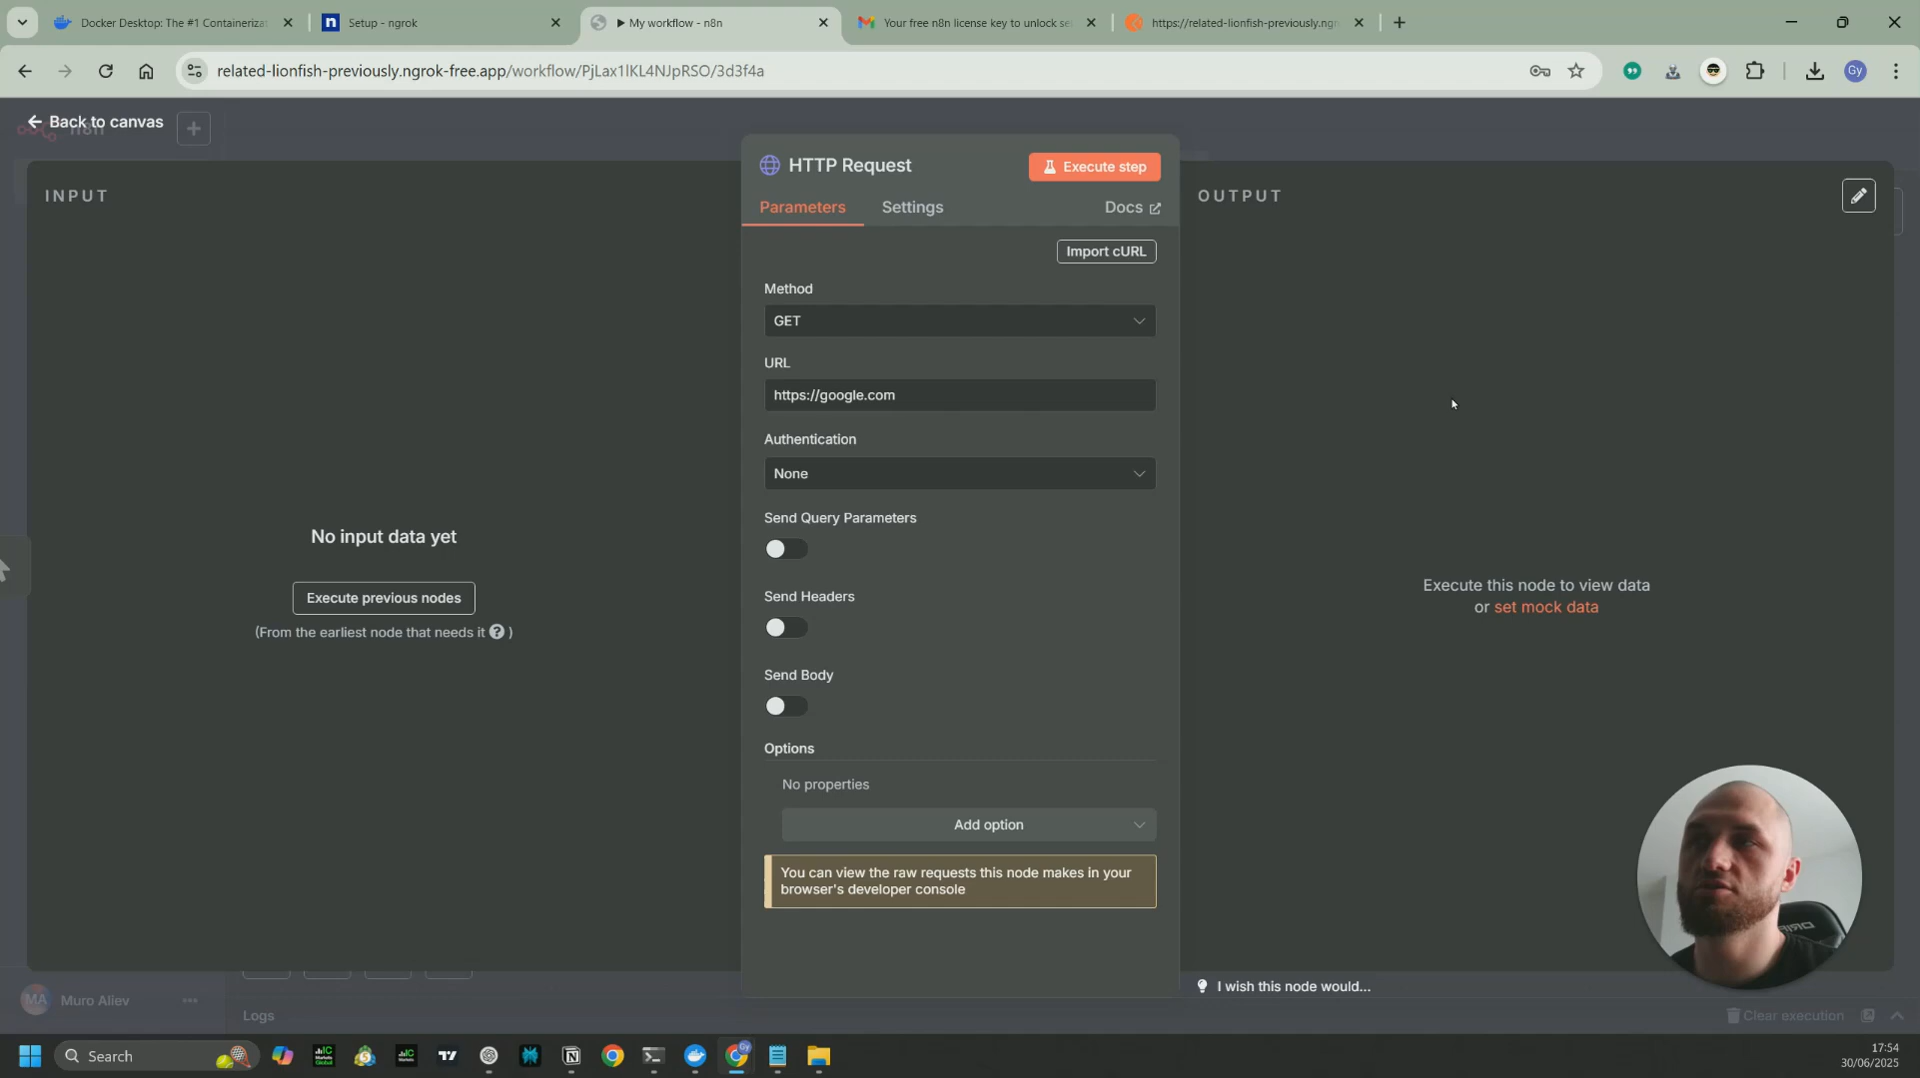 Docker Desktop: The #1 Containerizat
Setup - ngrok
My workflow - n8n
Your free n8n license key to unlock se
https://related-lionfish-previously.ngr
related-lionfish-previously.ngrok-free.app/workflow/PjLax1IKL4NJpRSO/3d3f4a
Gy
Back to canvas
n8n
HTTP Request
Execute step
INPUT
OUTPUT
Parameters
Settings
Docs
Import cURL
Method
GET
URL
https://google.com
Authentication
None
Send Query Parameters
No input data yet
Execute previous nodes
(From the earliest node that needs it ? )
Execute this node to view data
or set mock data
Send Headers
Send Body
Options
No properties
Add option
You can view the raw requests this node makes in your
browser's developer console
I wish this node would...
MA
Muro Aliev
Logs
Clear execution
Search
17:54
30/06/2025